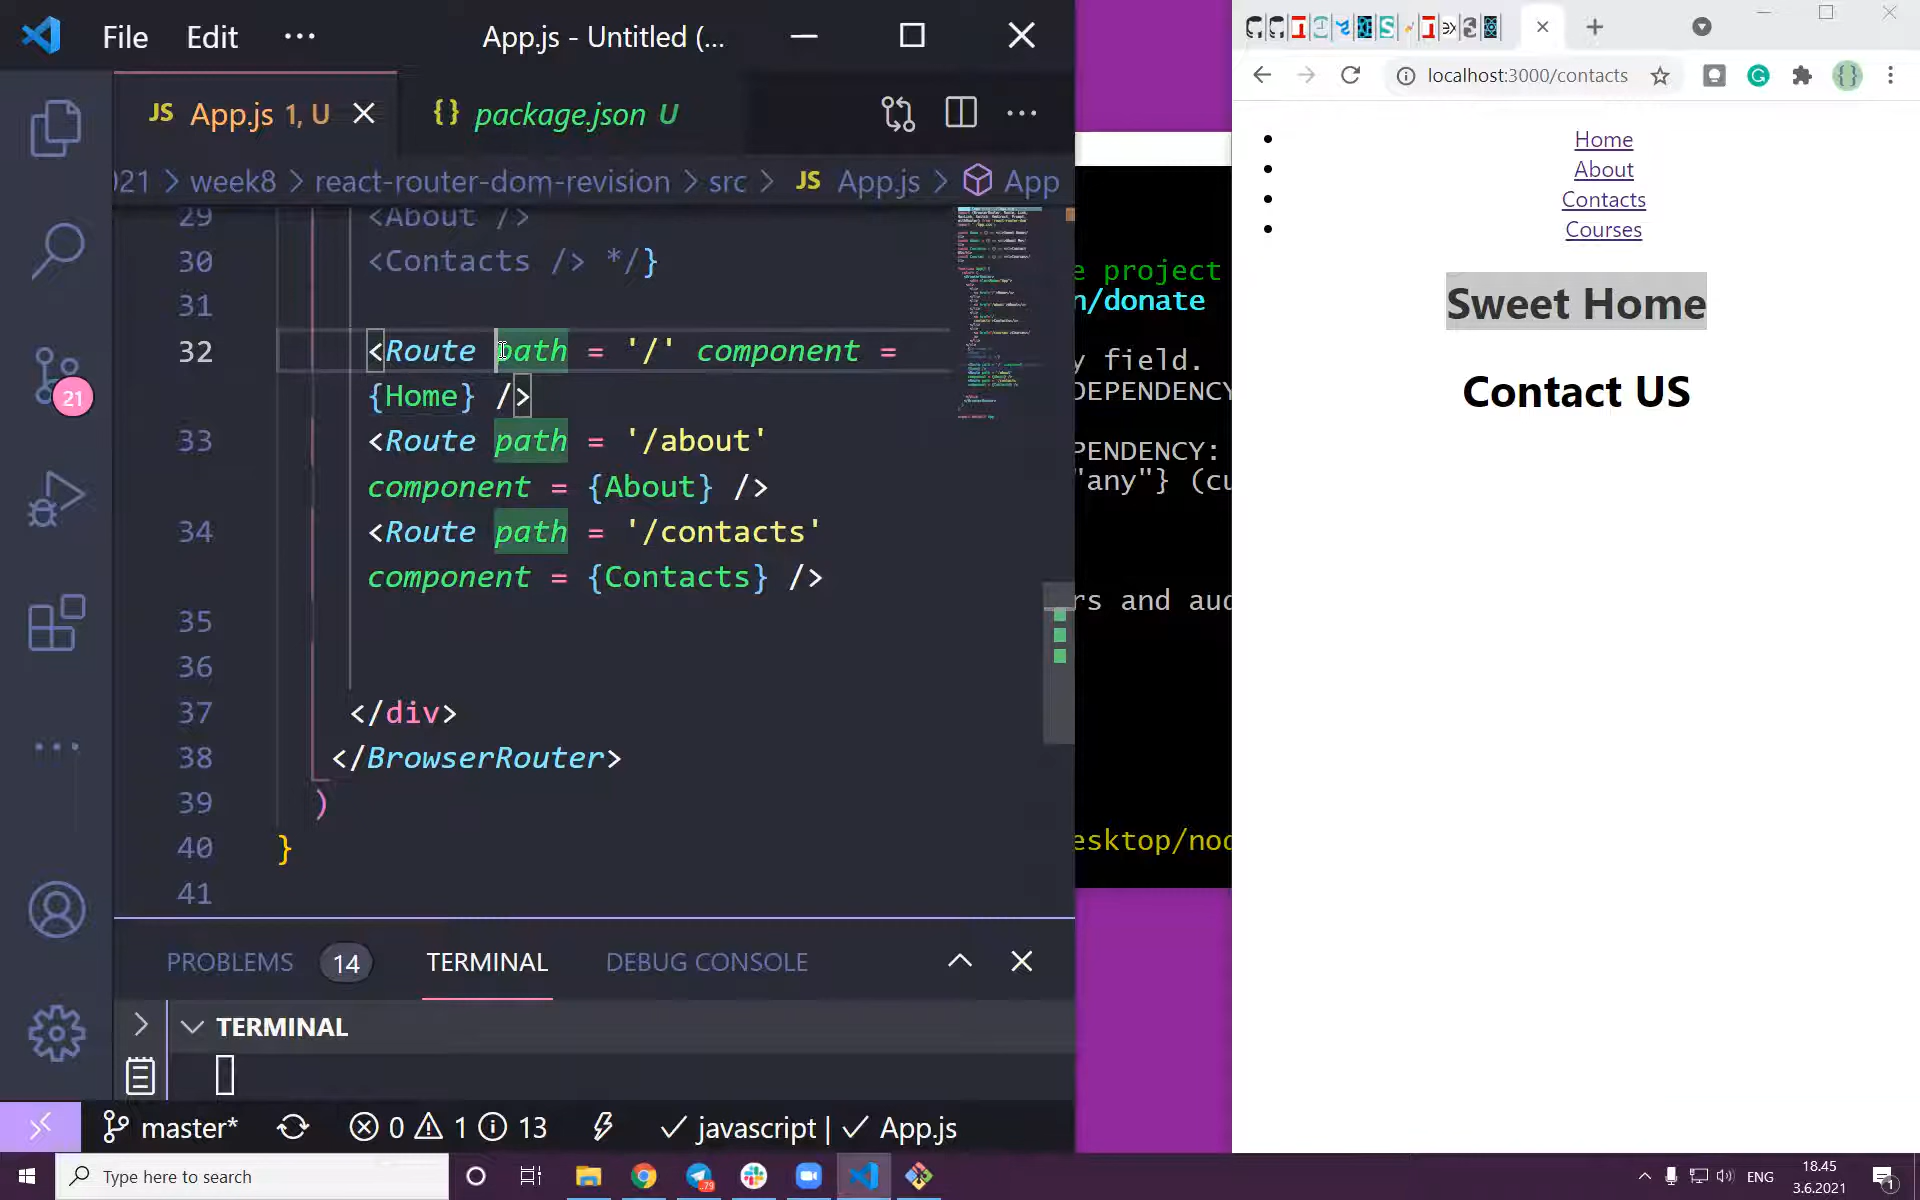 File Edit ··· App.js - Untitled (...
JS App.js 1, U
{} package.json U
021 > week8 > react-router-dom-revision > src > JS App.js > App
29 <About />
30 <Contacts /> */}
31
32 <Route path = '/' component =
{Home} />
33 <Route path = '/about'
component = {About} />
34 <Route path = '/contacts'
component = {Contacts} />
35
36
37 </div>
38 </BrowserRouter>
39 )
40 }
41
21
PROBLEMS 14 TERMINAL DEBUG CONSOLE
TERMINAL
master* 0 1 13 javascript | App.js
e project
n/donate
y field.
DEPENDENCY
PENDENCY:
"any"} (cu
rs and aud
esktop/nod
localhost:3000/contacts
Home
About
Contacts
Courses
Sweet Home
Contact US
Type here to search
79
ENG
18.45
3.6.2021
1